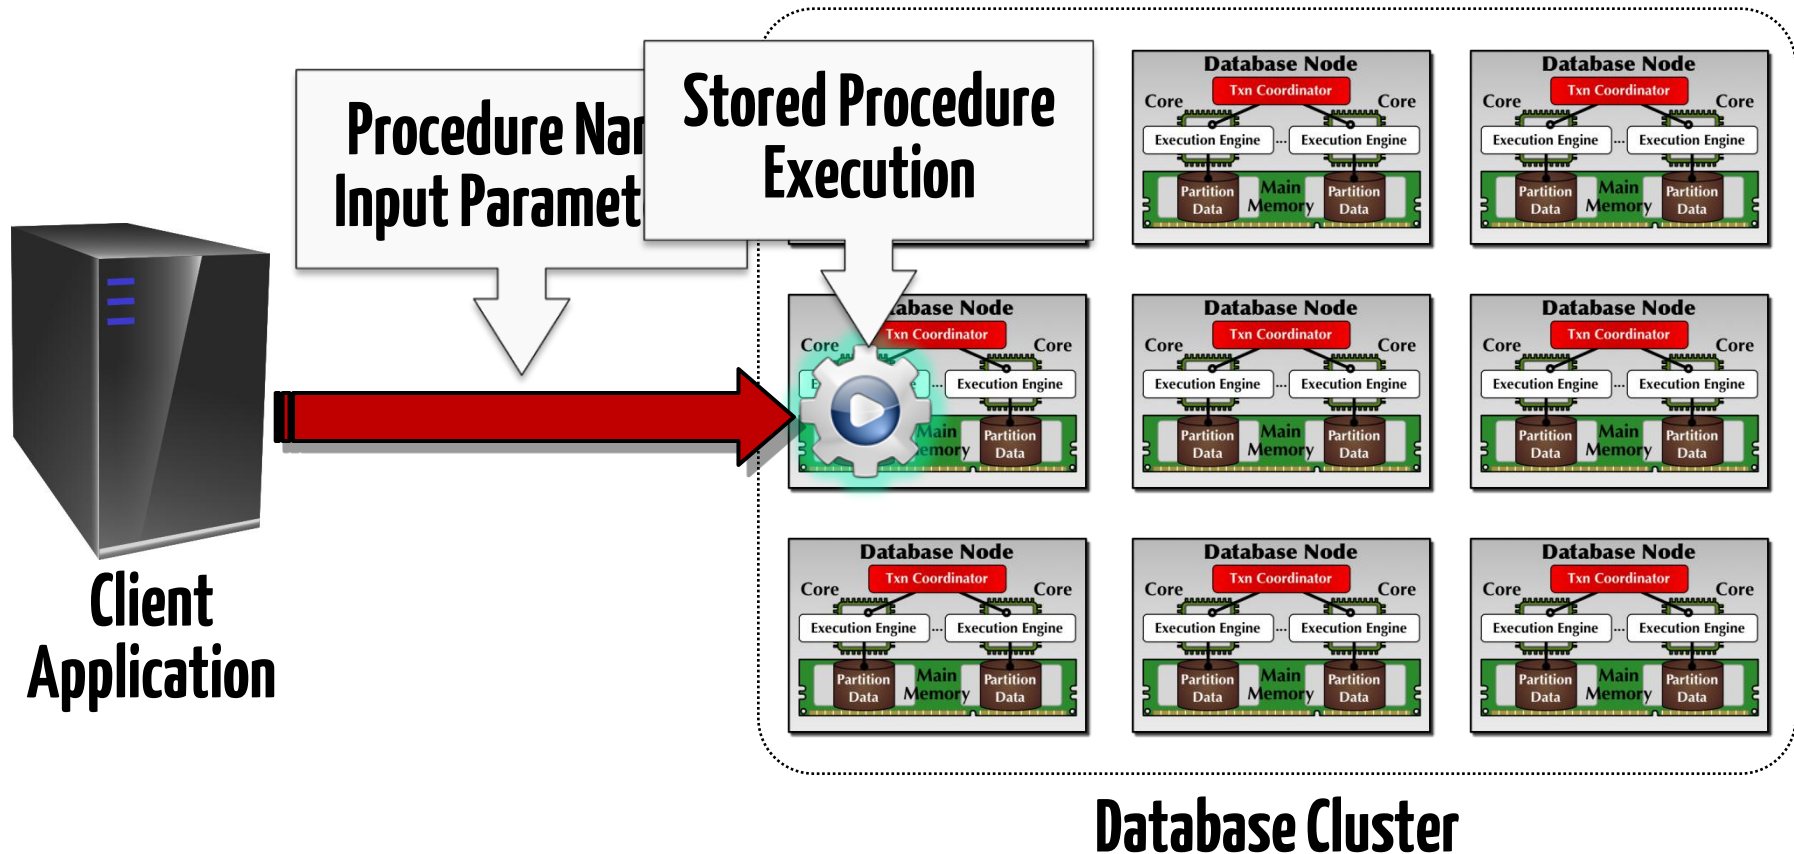 Procedure
Input Paramet
Stored Procedure
Execution
Database Node
Txn Coordinator
Core
Core
Execution Engine
...
Execution Engine
Partition
Data
Main
Memory
Partition
Data
Database Node
Txn Coordinator
Core
Core
Execution Engine
...
Execution Engine
Partition
Data
Main
Memory
Partition
Data
abase Node
Txn Coordinator
Core
Core
...
Execution Engine
Main
Memory
Partition
Data
Database Node
Txn Coordinator
Core
Core
Execution Engine
...
Execution Engine
Partition
Data
Main
Memory
Partition
Data
Database Node
Txn Coordinator
Core
Core
Execution Engine
...
Execution Engine
Partition
Data
Main
Memory
Partition
Data
Database Node
Txn Coordinator
Core
Core
Execution Engine
...
Execution Engine
Partition
Data
Main
Memory
Partition
Data
Database Node
Txn Coordinator
Core
Core
Execution Engine
...
Execution Engine
Partition
Data
Main
Memory
Partition
Data
Database Node
Txn Coordinator
Core
Core
Execution Engine
...
Execution Engine
Partition
Data
Main
Memory
Partition
Data
Client
Application
Database Cluster